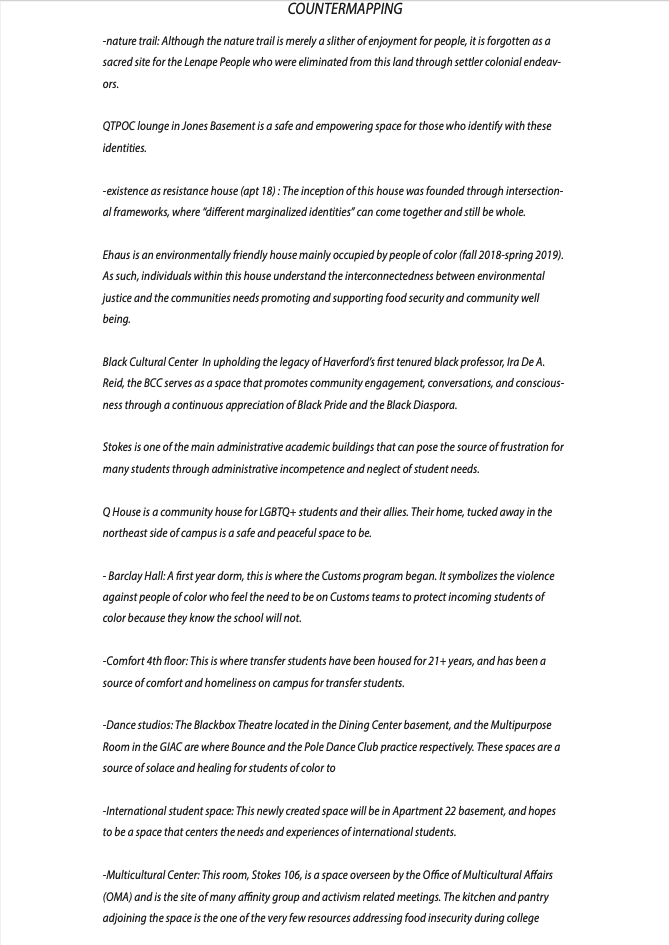 COUNTERMAPPING
-nature trail: Although the nature trail is merely a slither of enjoyment for people, it is forgotten as a
sacred site for the Lenape People who were eliminated from this land through settler colonial endeav-
ors.
QTPOC lounge in Jones Basement is a safe and empowering space for those who identify with these
identities.
-existence as resistance house (apt 18) : The inception of this house was founded through intersection-
al frameworks, where “different marginalized identities” can come together and still be whole.
Ehaus is an environmentally friendly house mainly occupied by people of color (fall 2018-spring 2019).
As such, individuals within this house understand the interconnectedness between environmental
justice and the communities needs promoting and supporting food security and community well
being.
Black Cultural Center In upholding the legacy of Haverford’s first tenured black professor, Ira De A.
Reid, the BCC serves as a space that promotes community engagement, conversations, and conscious-
ness through a continuous appreciation of Black Pride and the Black Diaspora.
Stokes is one of the main administrative academic buildings that can pose the source of frustration for
many students through administrative incompetence and neglect of student needs.
Q House is a community house for LGBTQ+ students and their allies. Their home, tucked away in the
northeast side of campus is a safe and peaceful space to be.
- Barclay Hall: A first year dorm, this is where the Customs program began. It symbolizes the violence
against people of color who feel the need to be on Customs teams to protect incoming students of
color because they know the school will not.
-Comfort 4th floor: This is where transfer students have been housed for 21+ years, and has been a
source of comfort and homeliness on campus for transfer students.
-Dance studios: The Blackbox Theatre located in the Dining Center basement, and the Multipurpose
Room in the GIAC are where Bounce and the Pole Dance Club practice respectively. These spaces are a
source of solace and healing for students of color to
-International student space: This newly created space will be in Apartment 22 basement, and hopes
to be a space that centers the needs and experiences of international students.
-Multicultural Center: This room, Stokes 106, is a space overseen by the Office of Multicultural Affairs
(OMA) and is the site of many affinity group and activism related meetings. The kitchen and pantry
adjoining the space is the one of the very few resources addressing food insecurity during college